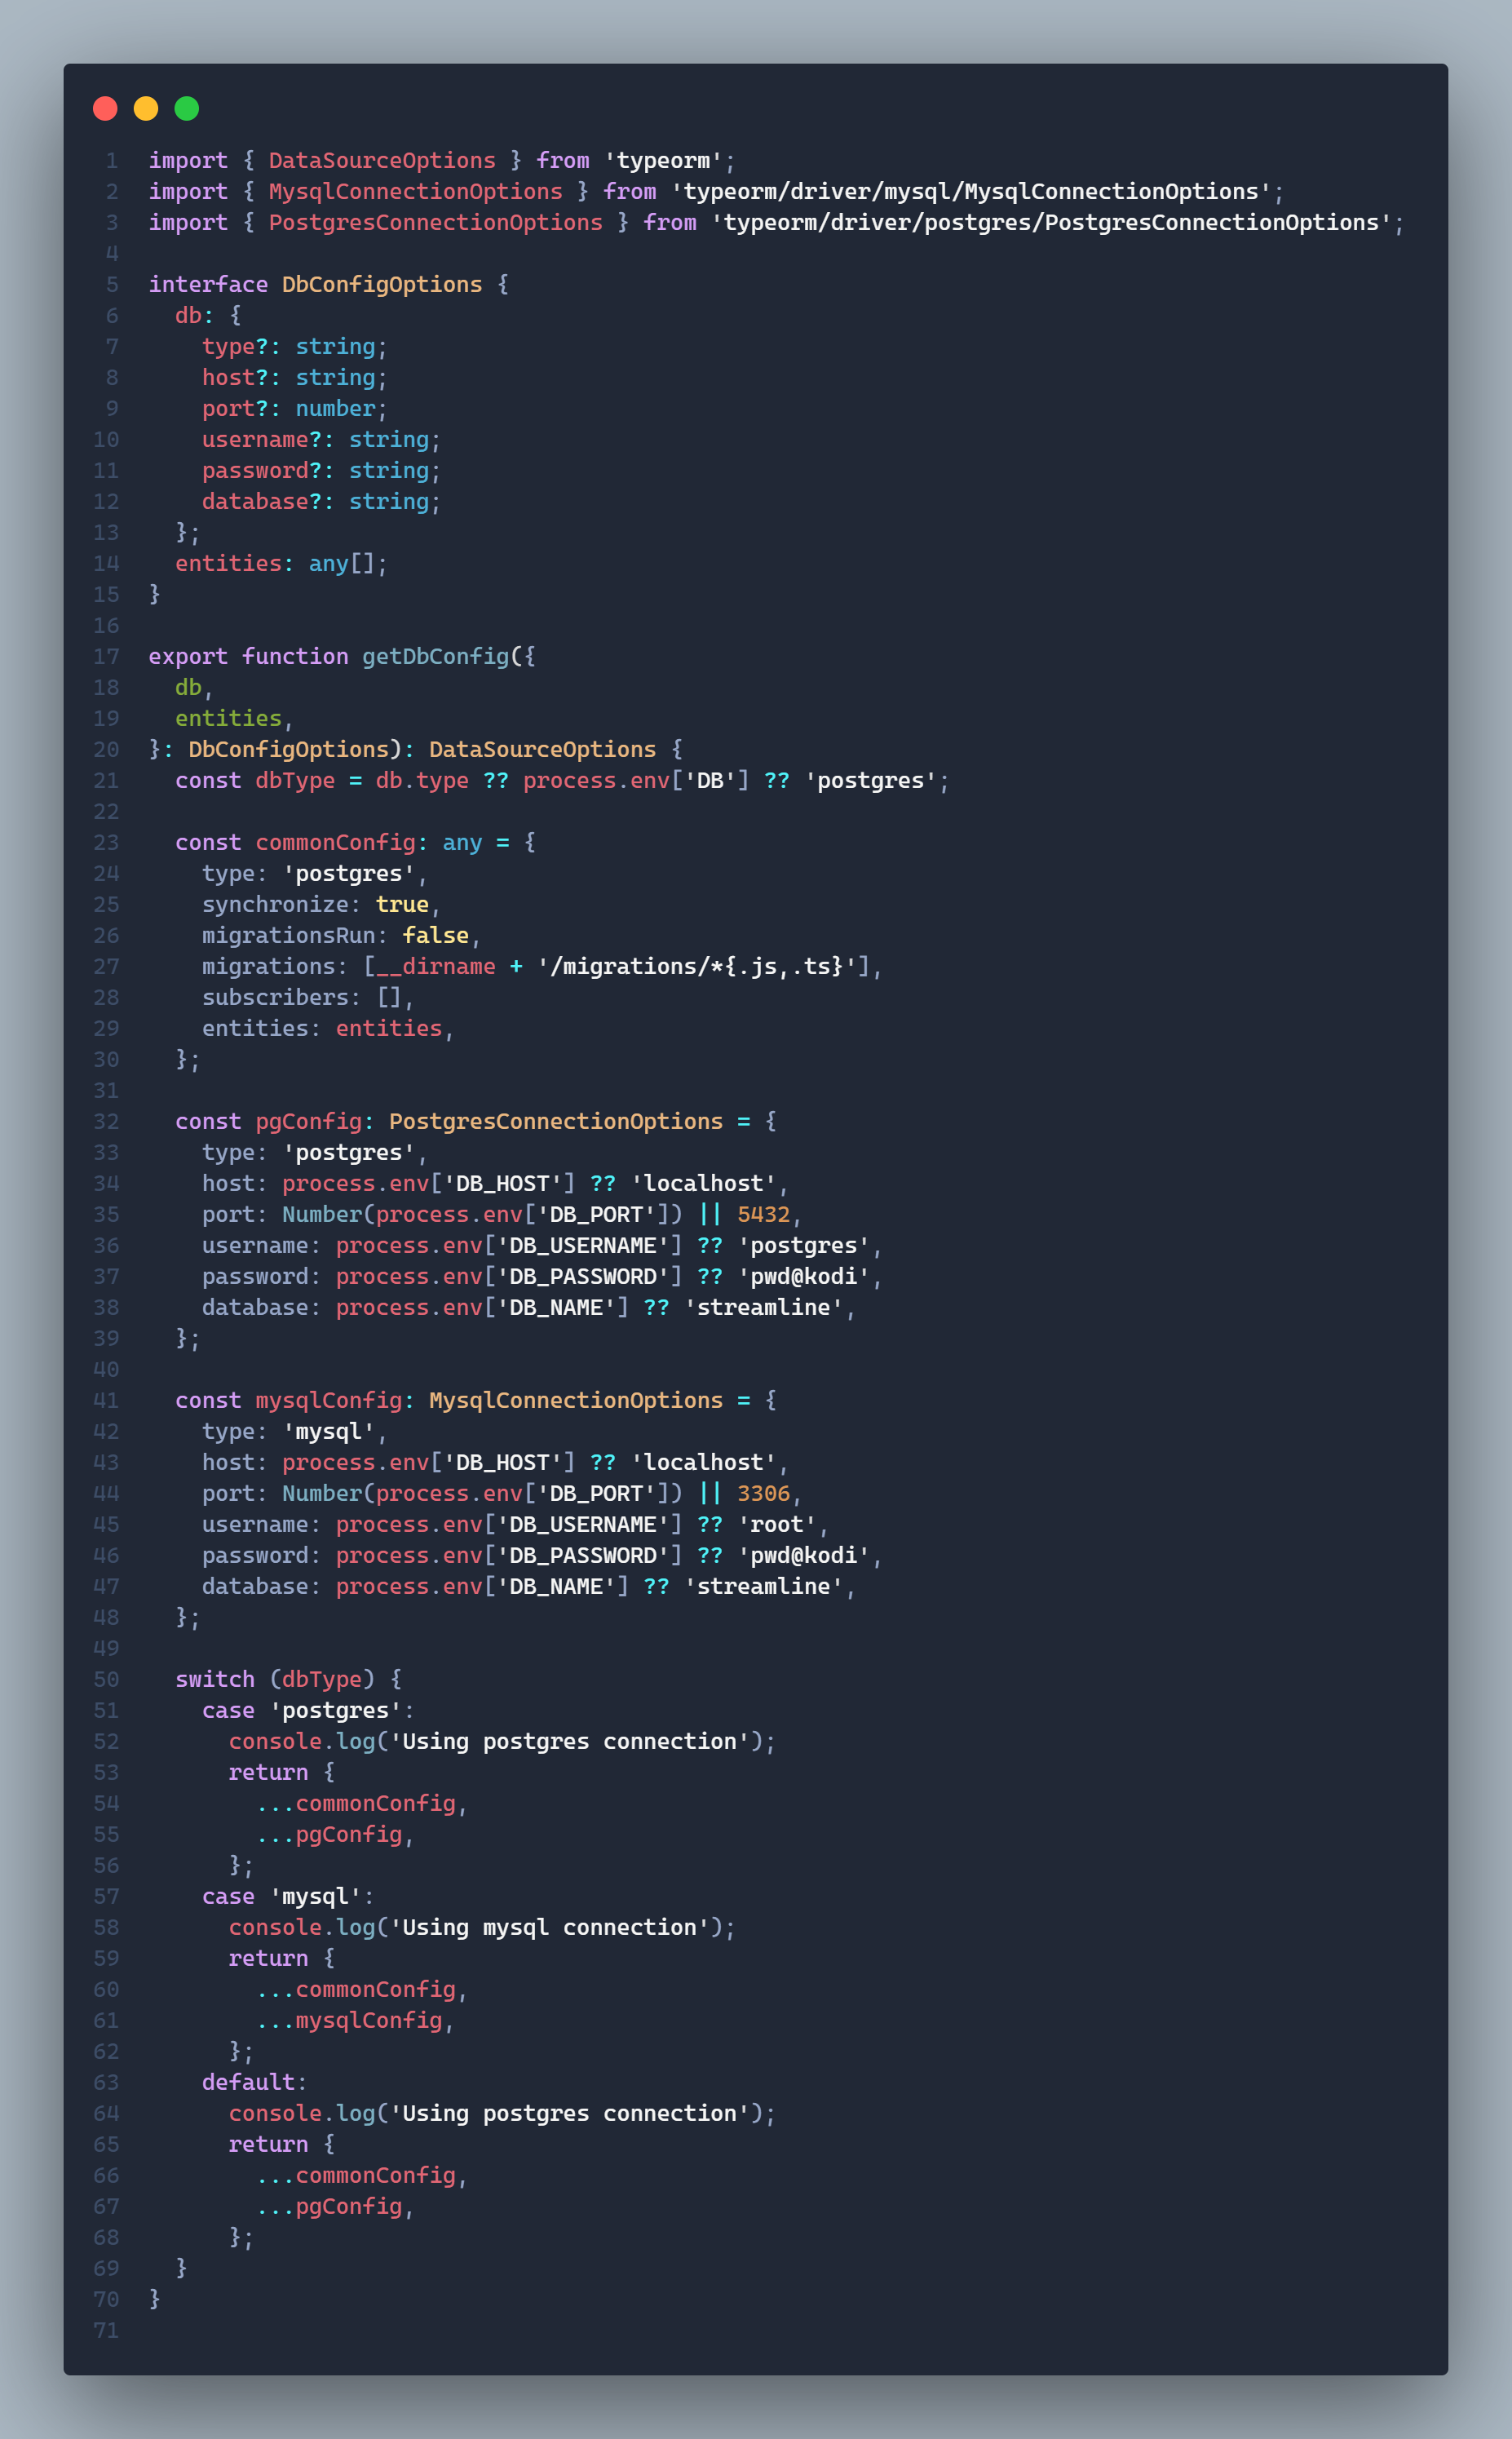 1 import { DataSourceOptions } from 'typeorm';
2 import { MysqlConnectionOptions } from 'typeorm/driver/mysql/MysqlConnectionOptions';
3 import { PostgresConnectionOptions } from 'typeorm/driver/postgres/PostgresConnectionOptions';
4
5 interface DbConfigOptions {
6   db: {
7     type?: string;
8     host?: string;
9     port?: number;
10     username?: string;
11     password?: string;
12     database?: string;
13   };
14   entities: any[];
15 }
16
17 export function getDbConfig({
18   db,
19   entities,
20 }: DbConfigOptions): DataSourceOptions {
21   const dbType = db.type ?? process.env['DB'] ?? 'postgres';
22
23   const commonConfig: any = {
24     type: 'postgres',
25     synchronize: true,
26     migrationsRun: false,
27     migrations: [__dirname + '/migrations/*{.js,.ts}'],
28     subscribers: [],
29     entities: entities,
30   };
31
32   const pgConfig: PostgresConnectionOptions = {
33     type: 'postgres',
34     host: process.env['DB_HOST'] ?? 'localhost',
35     port: Number(process.env['DB_PORT']) || 5432,
36     username: process.env['DB_USERNAME'] ?? 'postgres',
37     password: process.env['DB_PASSWORD'] ?? 'pwd@kodi',
38     database: process.env['DB_NAME'] ?? 'streamline',
39   };
40
41   const mysqlConfig: MysqlConnectionOptions = {
42     type: 'mysql',
43     host: process.env['DB_HOST'] ?? 'localhost',
44     port: Number(process.env['DB_PORT']) || 3306,
45     username: process.env['DB_USERNAME'] ?? 'root',
46     password: process.env['DB_PASSWORD'] ?? 'pwd@kodi',
47     database: process.env['DB_NAME'] ?? 'streamline',
48   };
49
50   switch (dbType) {
51     case 'postgres':
52       console.log('Using postgres connection');
53       return {
54         ...commonConfig,
55         ...pgConfig,
56       };
57     case 'mysql':
58       console.log('Using mysql connection');
59       return {
60         ...commonConfig,
61         ...mysqlConfig,
62       };
63     default:
64       console.log('Using postgres connection');
65       return {
66         ...commonConfig,
67         ...pgConfig,
68       };
69   }
70 }
71